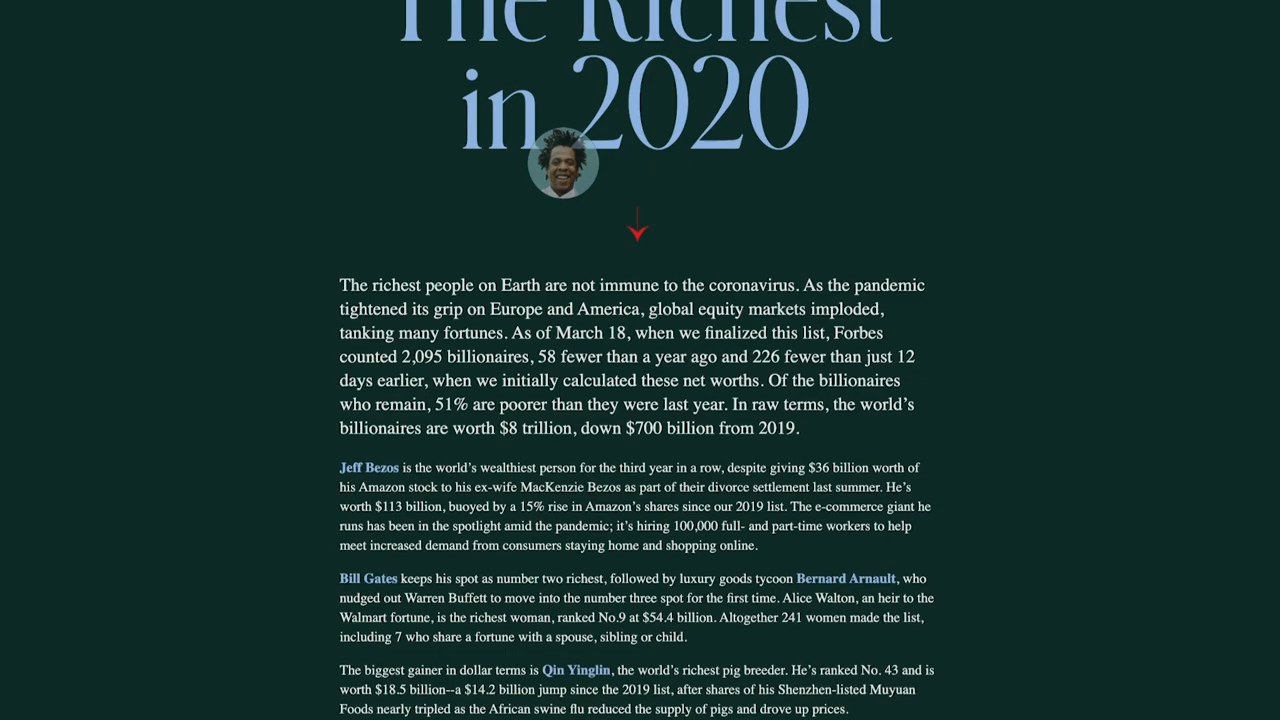 The Richest
in 2020
The richest people on Earth are not immune to the coronavirus. As the pandemic
tightened its grip on Europe and America, global equity markets imploded,
tanking many fortunes. As of March 18, when we finalized this list, Forbes
counted 2,095 billionaires, 58 fewer than a year ago and 226 fewer than just 12
days earlier, when we initially calculated these net worths. Of the billionaires
who remain, 51% are poorer than they were last year. In raw terms, the world’s
billionaires are worth $8 trillion, down $700 billion from 2019.
Jeff Bezos is the world’s wealthiest person for the third year in a row, despite giving $36 billion worth of
his Amazon stock to his ex-wife MacKenzie Bezos as part of their divorce settlement last summer. He’s
worth $113 billion, buoyed by a 15% rise in Amazon’s shares since our 2019 list. The e-commerce giant he
runs has been in the spotlight amid the pandemic; it’s hiring 100,000 full- and part-time workers to help
meet increased demand from consumers staying home and shopping online.
Bill Gates keeps his spot as number two richest, followed by luxury goods tycoon Bernard Arnault, who
nudged out Warren Buffett to move into the number three spot for the first time. Alice Walton, an heir to the
Walmart fortune, is the richest woman, ranked No.9 at $54.4 billion. Altogether 241 women made the list,
including 7 who share a fortune with a spouse, sibling or child.
The biggest gainer in dollar terms is Qin Yinglin, the world’s richest pig breeder. He’s ranked No. 43 and is
worth $18.5 billion--a $14.2 billion jump since the 2019 list, after shares of his Shenzhen-listed Muyuan
Foods nearly tripled as the African swine flu reduced the supply of pigs and drove up prices.